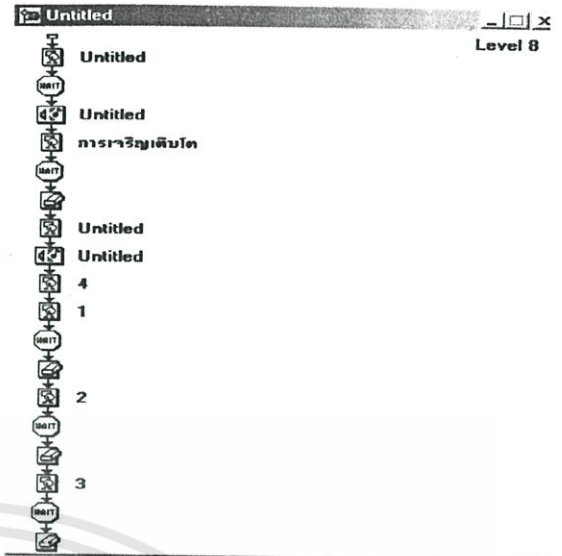 Untitled
Level 8
Untitled
WAIT
Untitled
การเจริญเติบโต
WAIT
Untitled
Untitled
4
1
WAIT
2
WAIT
3
WAIT